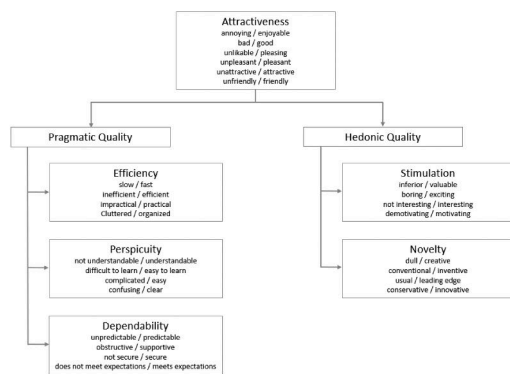 Attractiveness
annoying / enjoyable
bad / good
unlikable / pleasing
unpleasant / pleasant
unattractive / attractive
unfriendly / friendly
Pragmatic Quality
Hedonic Quality
Efficiency
slow / fast
inefficient / efficient
impractical / practical
Cluttered / organized
Stimulation
inferior / valuable
boring / exciting
not interesting / interesting
demotivating / motivating
Perspicuity
not understandable / understandable
difficult to learn / easy to learn
complicated / easy
confusing / clear
Novelty
dull / creative
conventional / inventive
usual / leading edge
conservative / innovative
Dependability
unpredictable / predictable
obstructive / supportive
not secure / secure
does not meet expectations / meets expectations